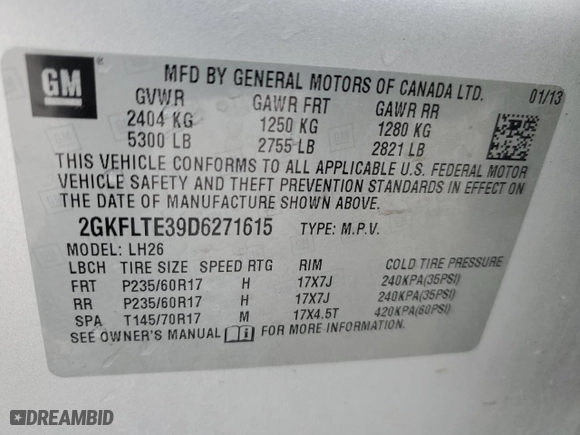 GM
®
MFD BY GENERAL MOTORS OF CANADA LTD. 01/13
GVWR GAWR FRT GAWR RR
2404 KG 1250 KG 1280 KG
5300 LB 2755 LB 2821 LB
THIS VEHICLE CONFORMS TO ALL APPLICABLE U.S. FEDERAL MOTOR
VEHICLE SAFETY AND THEFT PREVENTION STANDARDS IN EFFECT ON
THE DATE OF MANUFACTURE SHOWN ABOVE.
2GKFLTE39D6271615 TYPE: M.P.V.
MODEL: LH26
LBCH TIRE SIZE SPEED RTG RIM COLD TIRE PRESSURE
FRT P235/60R17 H 17X7J 240KPA(35PSI)
RR P235/60R17 H 17X7J 240KPA(35PSI)
SPA T145/70R17 M 17X4.5T 420KPA(60PSI)
SEE OWNER'S MANUAL FOR MORE INFORMATION.
DREAMBID